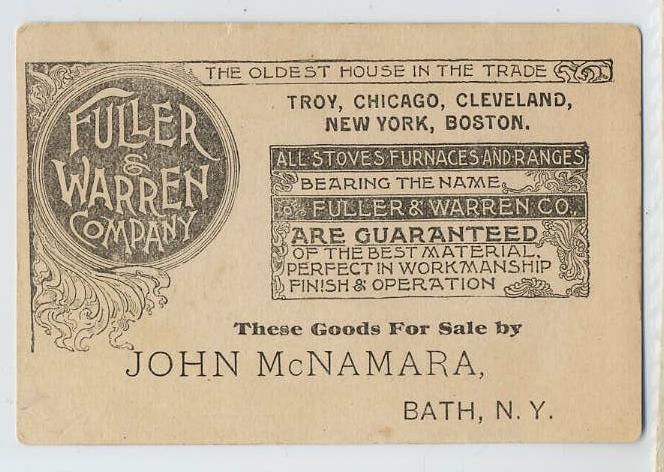 THE OLDEST HOUSE IN THE TRADE
FULLER
&
WARREN
COMPANY
TROY, CHICAGO, CLEVELAND,
NEW YORK, BOSTON.
ALL STOVES FURNACES AND RANGES
BEARING THE NAME
OF FULLER & WARREN CO.,
ARE GUARANTEED
OF THE BEST MATERIAL,
PERFECT IN WORKMANSHIP
FINISH & OPERATION
These Goods For Sale by
JOHN McNAMARA,
BATH, N. Y.